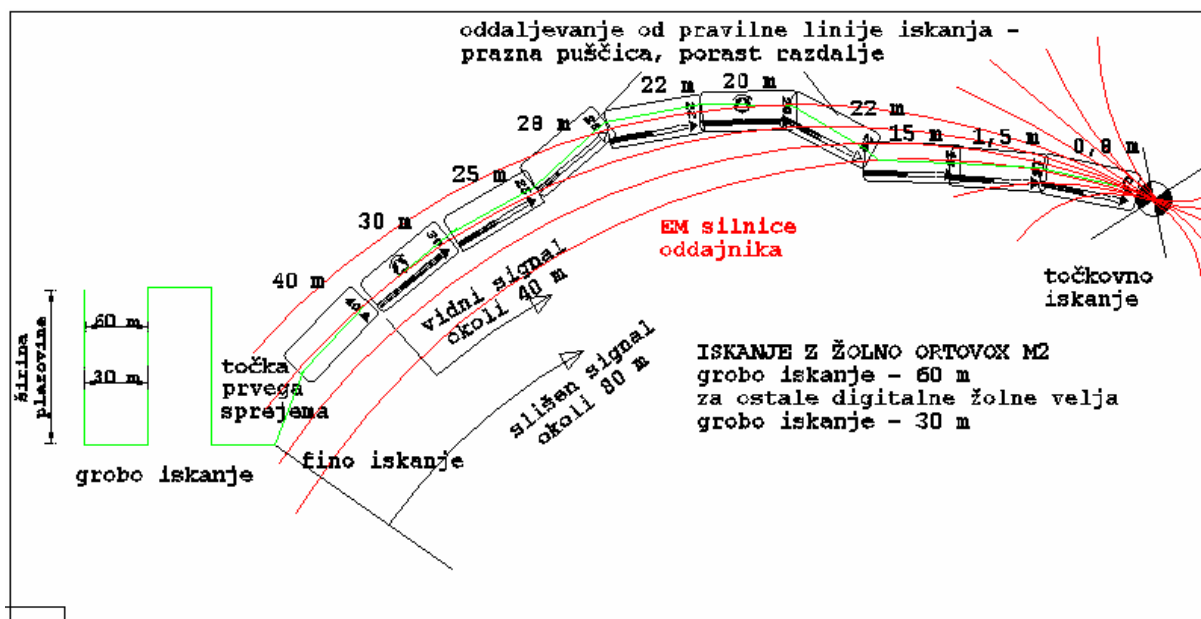 oddaljevanje od pravilne linije iskanja -
prazna puščica, porast razdalje
22 m
20 m
22 m
28 m
15 m
1,5 m
0,8 m
25 m
30 m
40 m
EM silnice
oddajnika
vidni signal
okoli 40 m
slišen signal
okoli 80 m
točkovno
iskanje
širina
plazovine
60 m
30 m
točka
prvega
sprejema
grobo iskanje
fino iskanje
ISKANJE Z ŽOLNO ORTOVOX M2
grobo iskanje - 60 m
za ostale digitalne žolne velja
grobo iskanje - 30 m